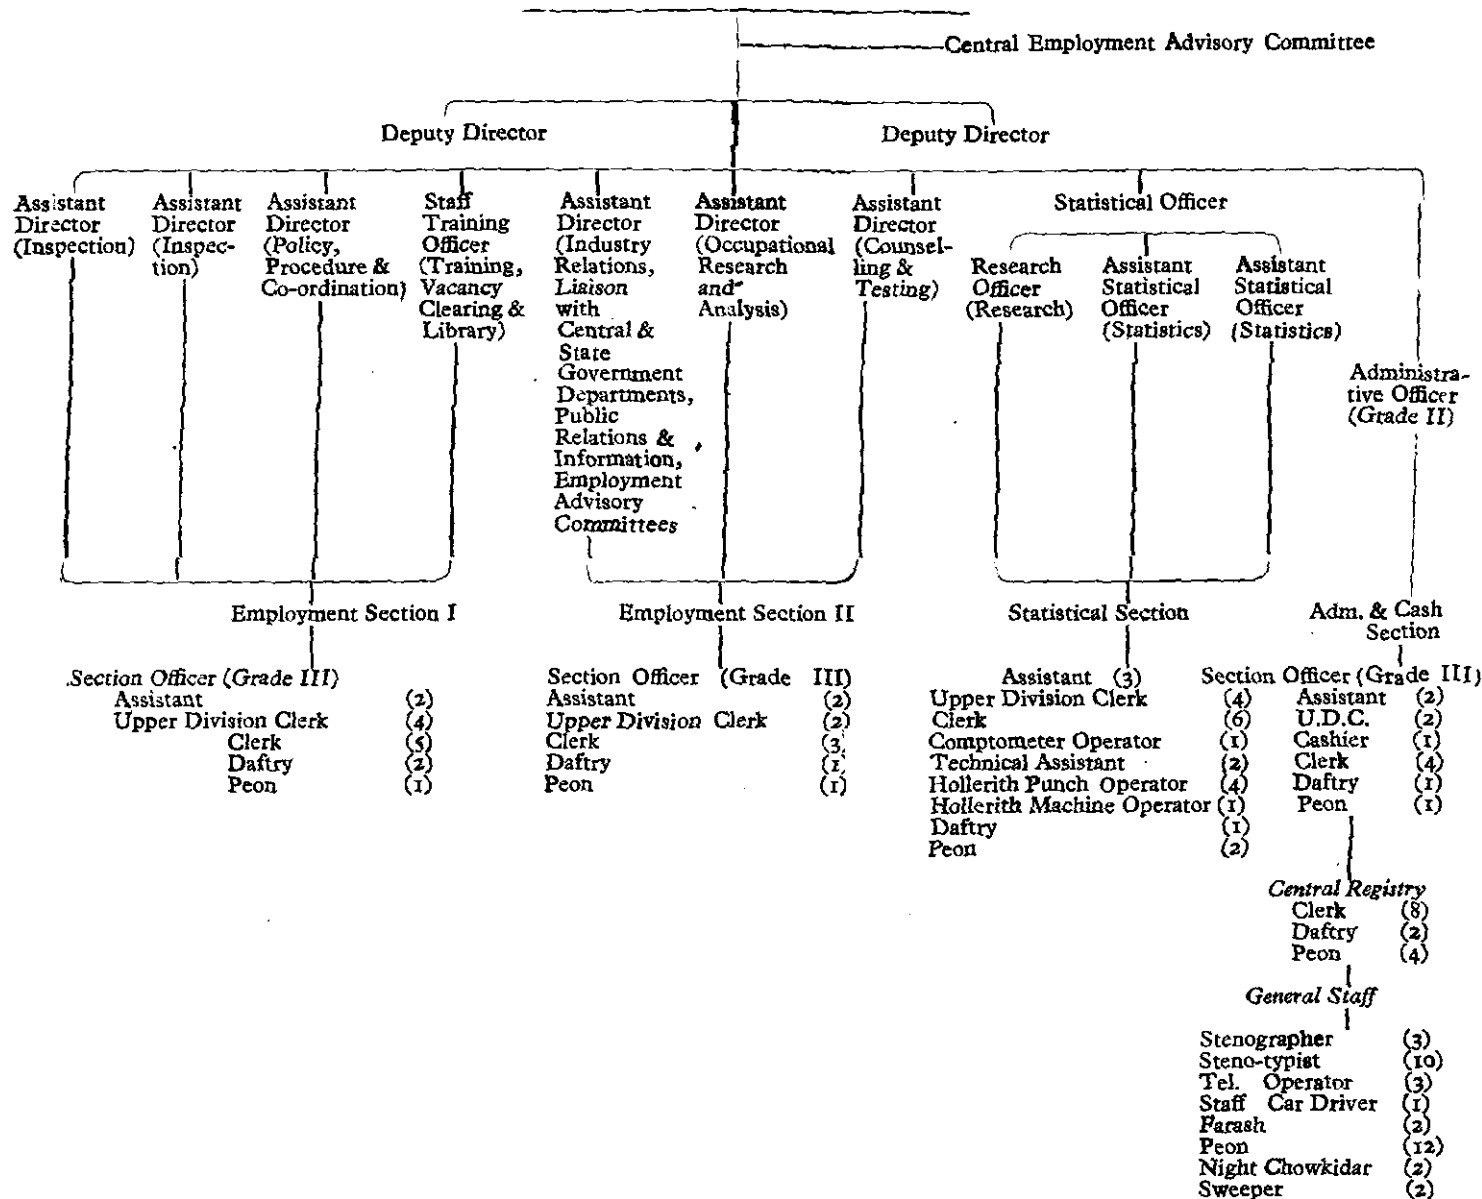 Central Employment Advisory Committee
Deputy Director
Deputy Director
Assistant
Director
(Inspection)
Assistant
Director
(Inspec-
tion)
Assistant
Director
(Policy,
Procedure &
Co-ordination)
Staff
Training
Officer
(Training,
Vacancy
Clearing &
Library)
Assistant
Director
(Industry
Relations,
Liaison
with
Central &
State
Government
Departments,
Public
Relations &
Information,
Employment
Advisory
Committees
Assistant
Director
(Occupational
Research
and
Analysis)
Assistant
Director
(Counsel-
ling &
Testing)
Statistical Officer
Research
Officer
(Research)
Assistant
Statistical
Officer
(Statistics)
Assistant
Statistical
Officer
(Statistics)
Administra-
tive Officer
(Grade II)
Employment Section I
Section Officer (Grade III)
Assistant (2)
Upper Division Clerk (4)
Clerk (5)
Daftry (2)
Peon (1)
Employment Section II
Section Officer (Grade III)
Assistant (2)
Upper Division Clerk (2)
Clerk (3)
Daftry (1)
Peon (1)
Statistical Section
Assistant (3)
Upper Division Clerk (4)
Clerk (6)
Comptometer Operator (1)
Technical Assistant (2)
Hollerith Punch Operator (4)
Hollerith Machine Operator (1)
Daftry (1)
Peon (2)
Adm. & Cash
Section
Section Officer (Grade III)
Assistant (2)
U.D.C. (2)
Cashier (1)
Clerk (4)
Daftry (1)
Peon (1)
Central Registry
Clerk (8)
Daftry (2)
Peon (4)
General Staff
Stenographer (3)
Steno-typist (10)
Tel. Operator (3)
Staff Car Driver (1)
Farash (2)
Peon (12)
Night Chowkidar (2)
Sweeper (2)